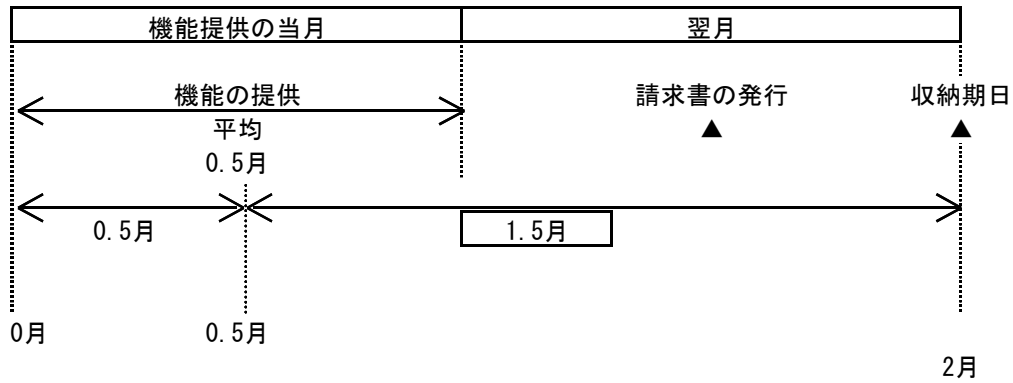 機能提供の当月 翌月
機能の提供 請求書の発行 収納期日
平均 ▲ ▲
0.5月
0.5月 1.5月
0月 0.5月
2月